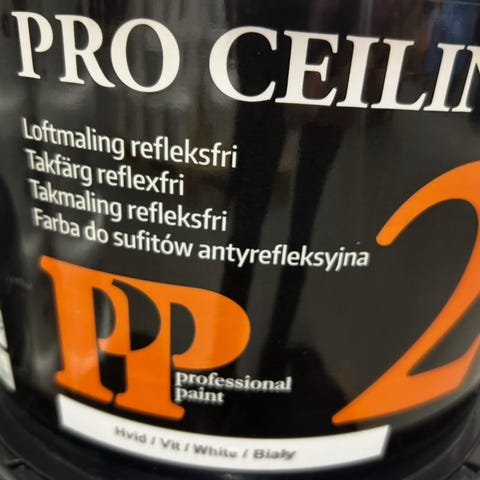 PRO CEILIN
Loftmaling refleksfri
Takfärg reflexfri
Takmaling refleksfri
Farba do sufitów antyrefleksyjna
2
PP
professional
paint
Hvid / Vit / White / Biały